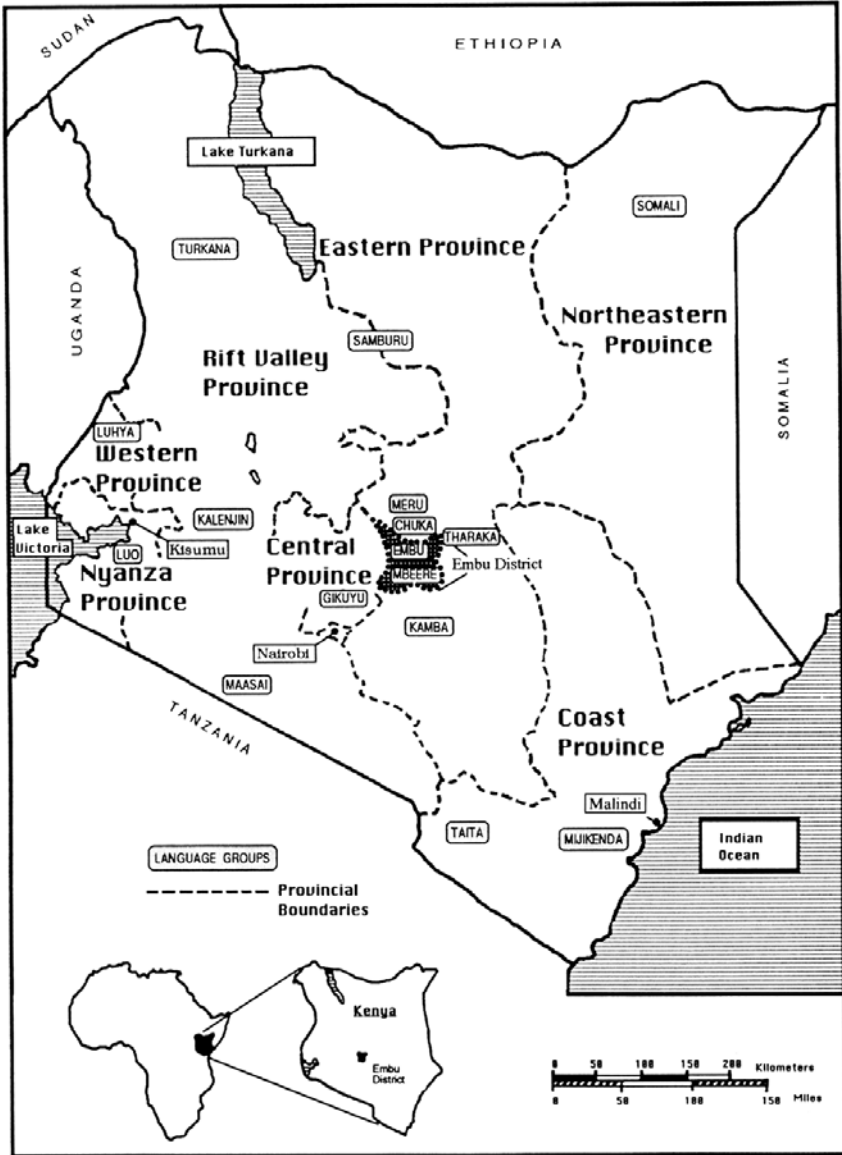 SUDAN
ETHIOPIA
Lake Turkana
SOMALI
TURKANA
Eastern Province
UGANDA
Northeastern
Province
SAMBURU
Rift Valley
Province
SOMALIA
LUHYA
Western
Province
MERU
KALENJIN
CHUKA
THARAKA
Lake
Victoria
Kisumu
EMBU
LUO
Central
Province
Embu District
MBEERE
Nyanza
Province
GIKUYU
KAMBA
Nairobi
MAASAI
TANZANIA
Coast
Province
Malindi
TAITA
MIJIKENDA
Indian
Ocean
LANGUAGE GROUPS
Provincial
Boundaries
Kenya
Embu
District
0 50 100 150 200 Kilometers
0 50 100 150 Miles